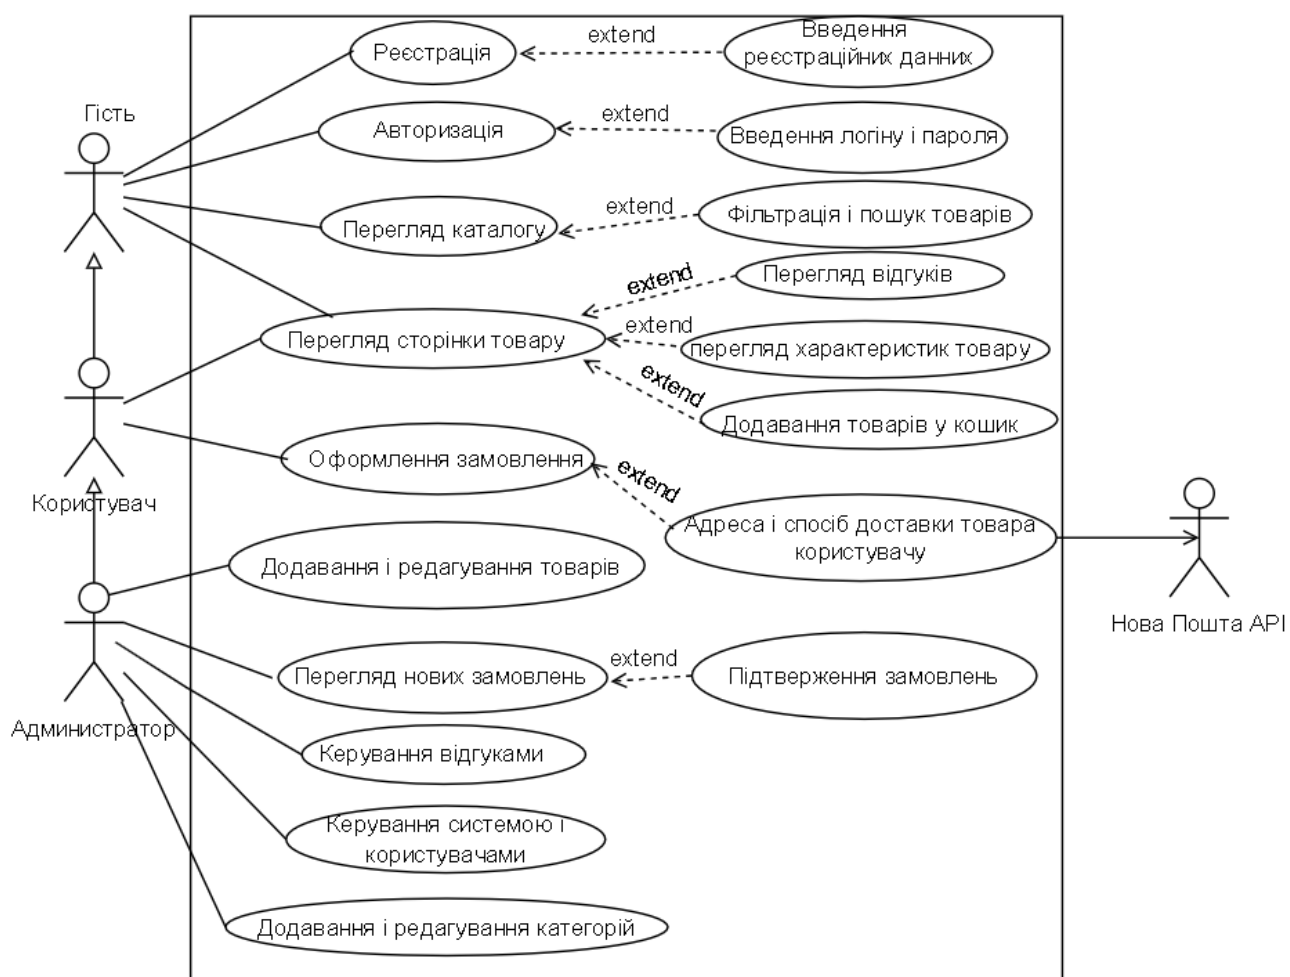 Реєстрація
extend
Введення
реєстраційних данних
Гість
Авторизація
extend
Введення логіну і пароля
Перегляд каталогу
extend
Фільтрація і пошук товарів
extend
Перегляд відгуків
Перегляд сторінки товару
extend
перегляд характеристик товару
extend
Додавання товарів у кошик
Оформлення замовлення
extend
Користувач
Адреса і спосіб доставки товара
користувачу
Додавання і редагування товарів
Нова Пошта API
Перегляд нових замовлень
extend
Підтверження замовлень
Администратор
Керування відгуками
Керування системою і
користувачами
Додавання і редагування категорій